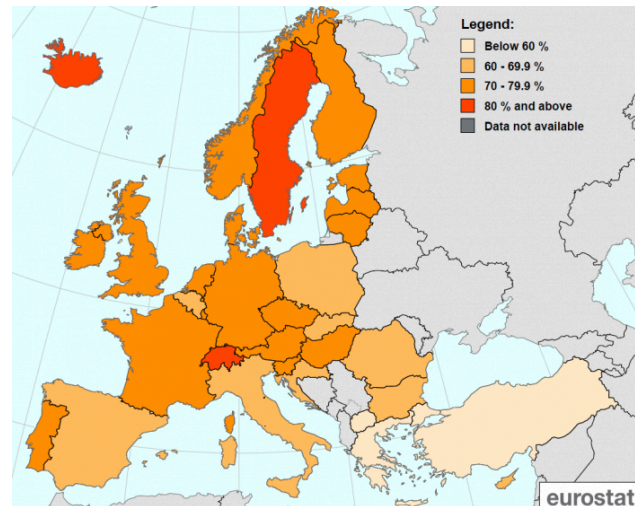 Legend:
Below 60 %
60 - 69.9 %
70 - 79.9 %
80 % and above
Data not available
eurostat